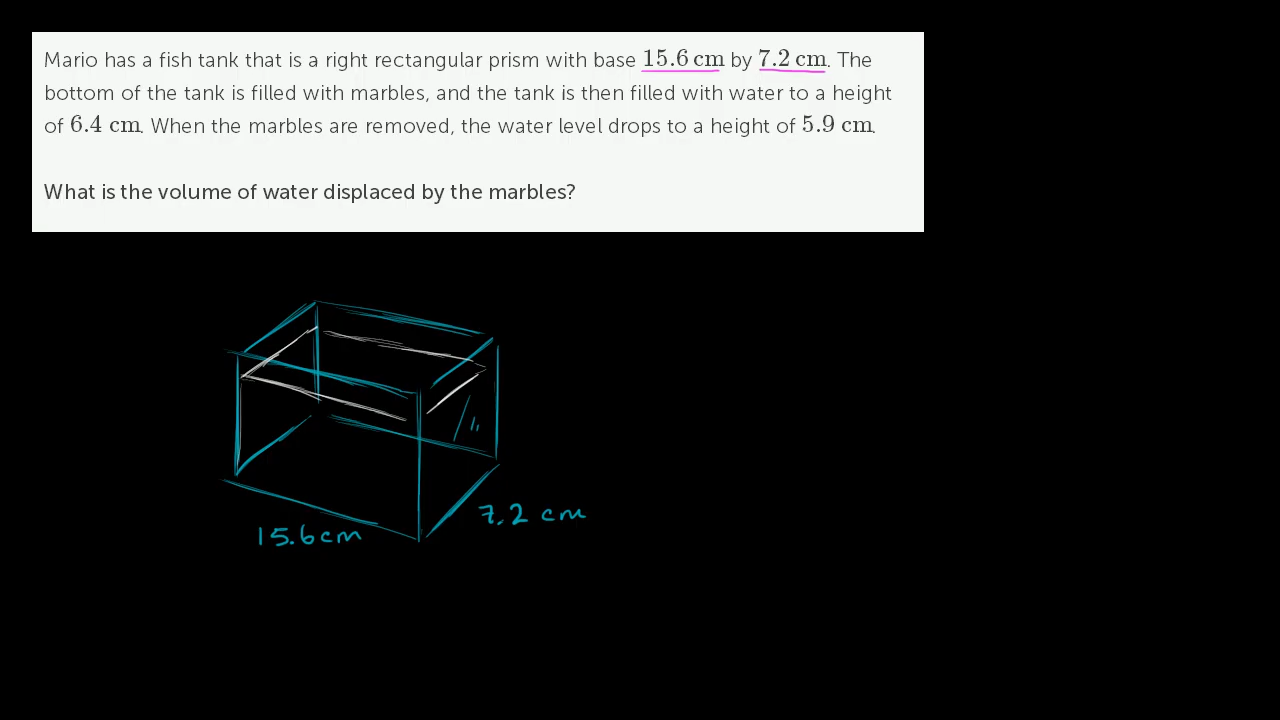 Mario has a fish tank that is a right rectangular prism with base 15.6 cm by 7.2 cm. The
bottom of the tank is filled with marbles, and the tank is then filled with water to a height
of 6.4 cm. When the marbles are removed, the water level drops to a height of 5.9 cm.
What is the volume of water displaced by the marbles?
7.2 cm
15.6 cm